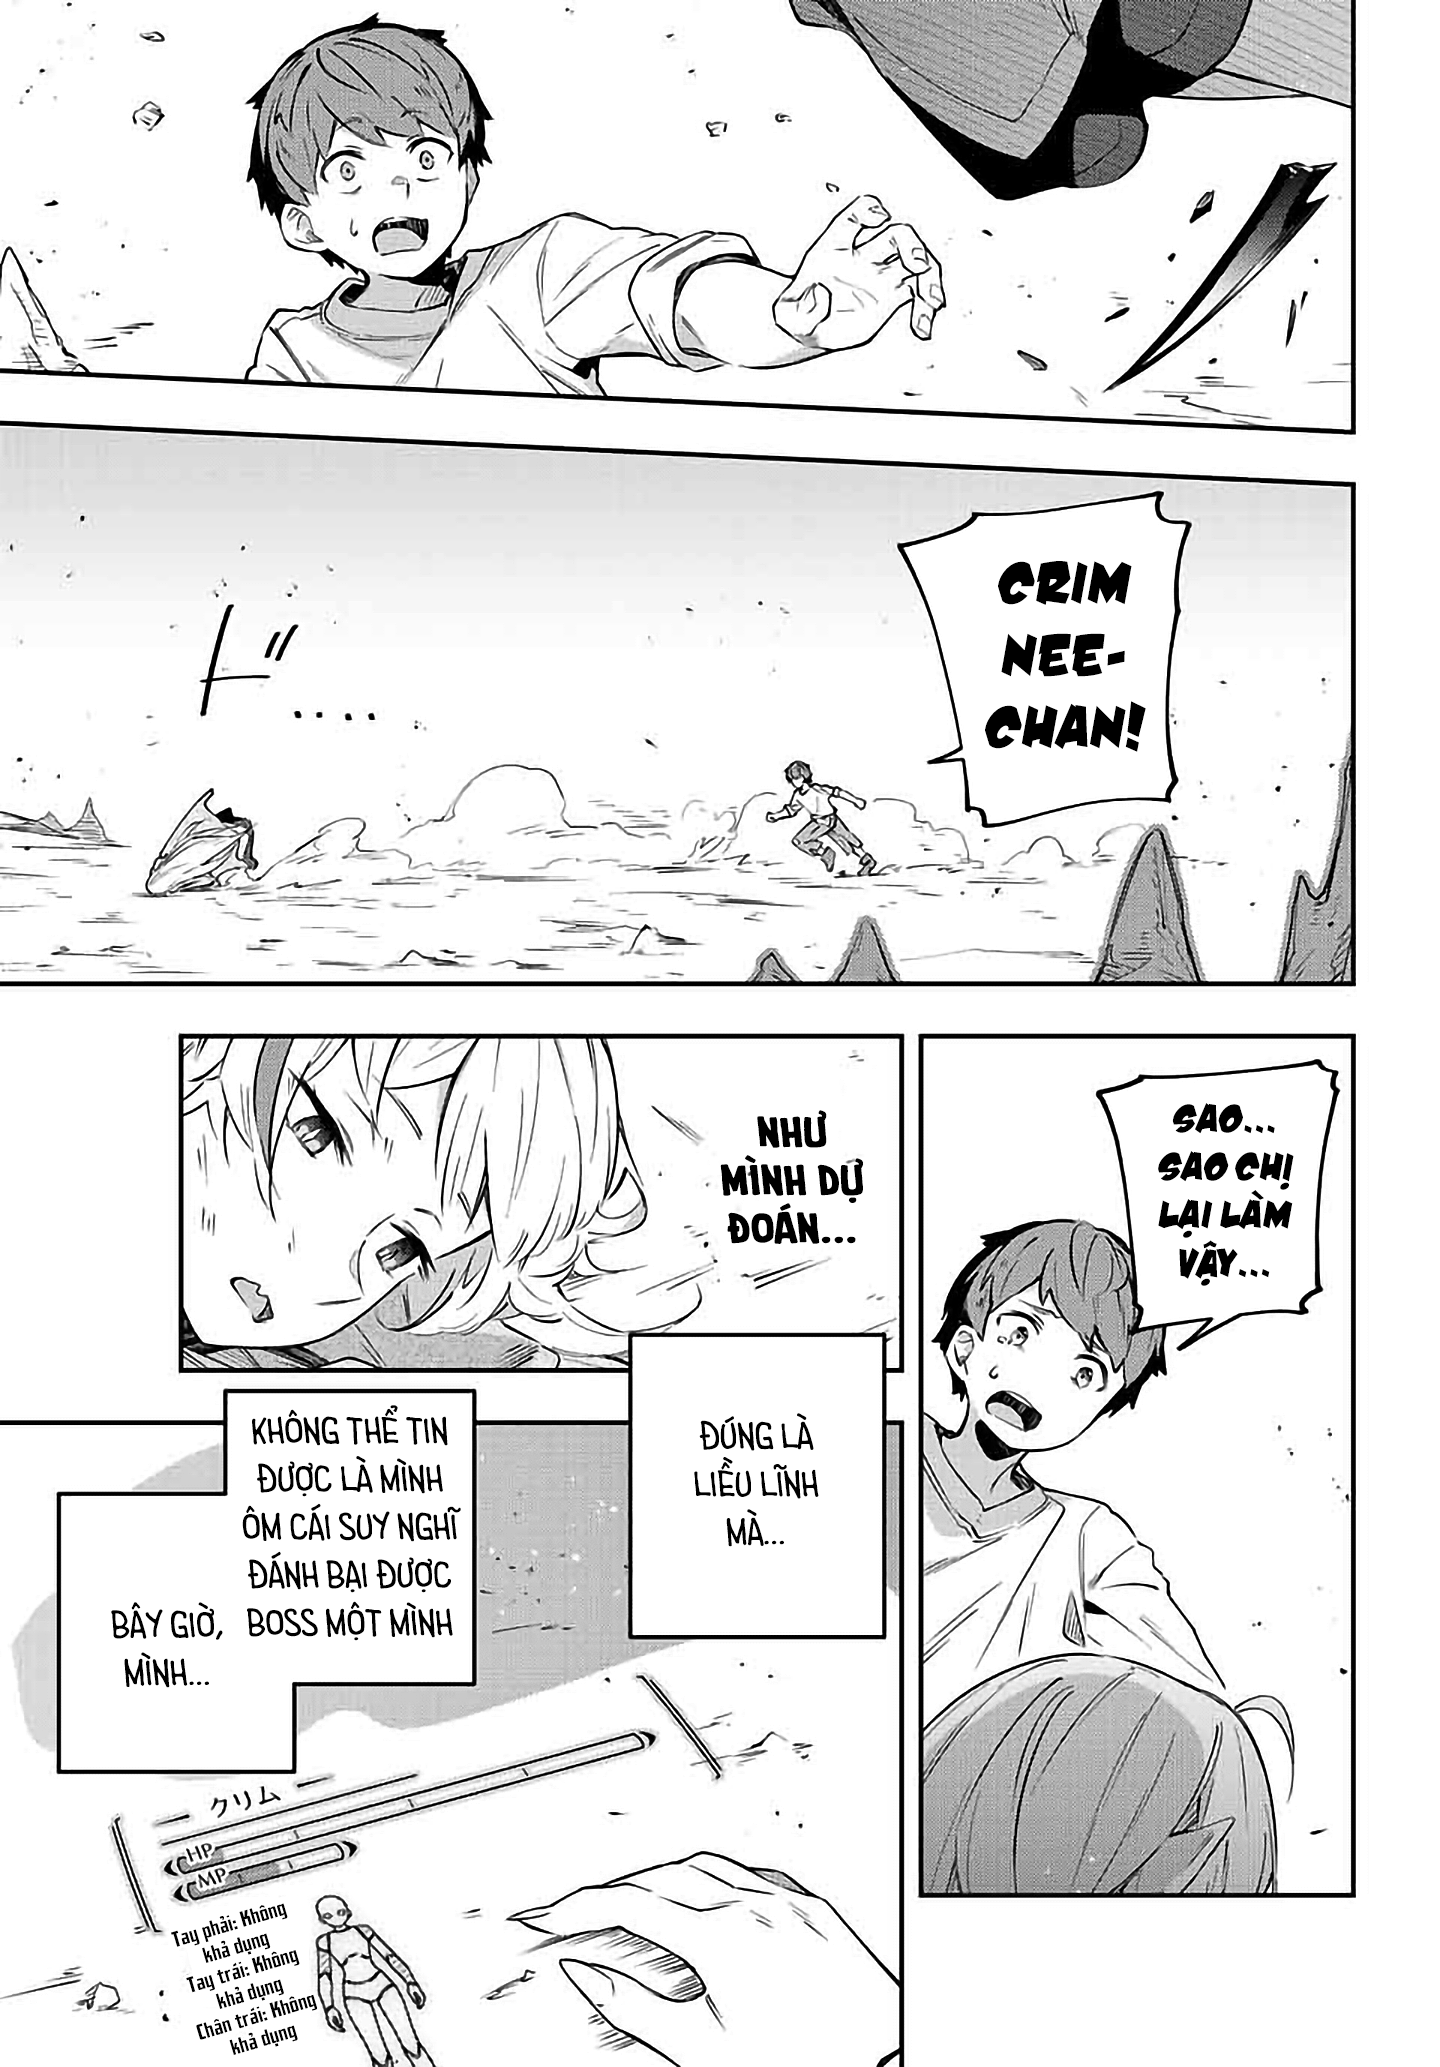 CRIM
NEE-
CHAN!
ド
SAO...
SAO CHỊ
LẠI LÀM
VẬY...
NHƯ
MÌNH DỰ
ĐOÁN...
ĐÚNG LÀ
LIỀU LĨNH
MÀ...
KHÔNG THỂ TIN
ĐƯỢC LÀ MÌNH
ÔM CÁI SUY NGHĨ
ĐÁNH BẠI ĐƯỢC
BOSS MỘT MÌNH
BÂY GIỜ,
MÌNH...
クリム
HP
MP
Tay phải: Không
khả dụng
Tay trái: Không
khả dụng
Chân trái: Không
khả dụng